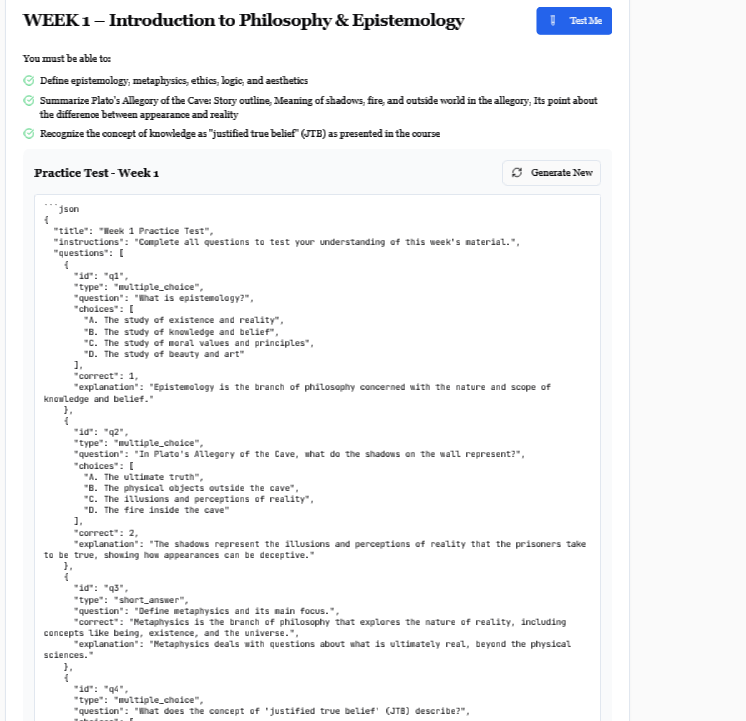 WEEK 1 – Introduction to Philosophy & Epistemology
Test Me
You must be able to:
Define epistemology, metaphysics, ethics, logic, and aesthetics
Summarize Plato's Allegory of the Cave: Story outline, Meaning of shadows, fire, and outside world in the allegory, Its point about
the difference between appearance and reality
Recognize the concept of knowledge as "justified true belief" (JTB) as presented in the course
Practice Test - Week 1
Generate New
```json
{
"title": "Week 1 Practice Test",
"instructions": "Complete all questions to test your understanding of this week's material.",
"questions": [
{
"id": "q1",
"type": "multiple_choice",
"question": "What is epistemology?",
"choices": [
"A. The study of existence and reality",
"B. The study of knowledge and belief",
"C. The study of moral values and principles",
"D. The study of beauty and art"
],
"correct": 1,
"explanation": "Epistemology is the branch of philosophy concerned with the nature and scope of
knowledge and belief."
},
{
"id": "q2",
"type": "multiple_choice",
"question": "In Plato's Allegory of the Cave, what do the shadows on the wall represent?",
"choices": [
"A. The ultimate truth",
"B. The physical objects outside the cave",
"C. The illusions and perceptions of reality",
"D. The fire inside the cave"
],
"correct": 2,
"explanation": "The shadows represent the illusions and perceptions of reality that the prisoners take
to be true, showing how appearances can be deceptive."
},
{
"id": "q3",
"type": "short_answer",
"question": "Define metaphysics and its main focus.",
"correct": "Metaphysics is the branch of philosophy that explores the nature of reality, including
concepts like being, existence, and the universe.",
"explanation": "Metaphysics deals with questions about what is ultimately real, beyond the physical
sciences."
},
{
"id": "q4",
"type": "multiple_choice",
"question": "What does the concept of 'justified true belief' (JTB) describe?",
"choices": [